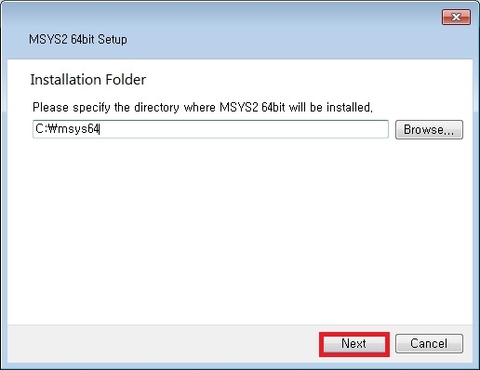 MSYS2 64bit Setup
Installation Folder
Please specify the directory where MSYS2 64bit will be installed.
C:₩msys64
Browse...
Next
Cancel